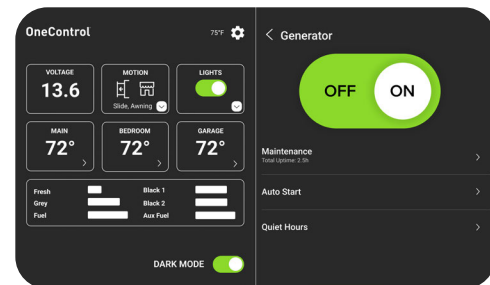 OneControl
75°F
VOLTAGE
13.6
MOTION
Slide, Awning
LIGHTS
MAIN
72°
BEDROOM
72°
GARAGE
72°
Fresh
Grey
Fuel
Black 1
Black 2
Aux Fuel
DARK MODE
Generator
OFF ON
Maintenance
Total Uptime: 2.5h
Auto Start
Quiet Hours